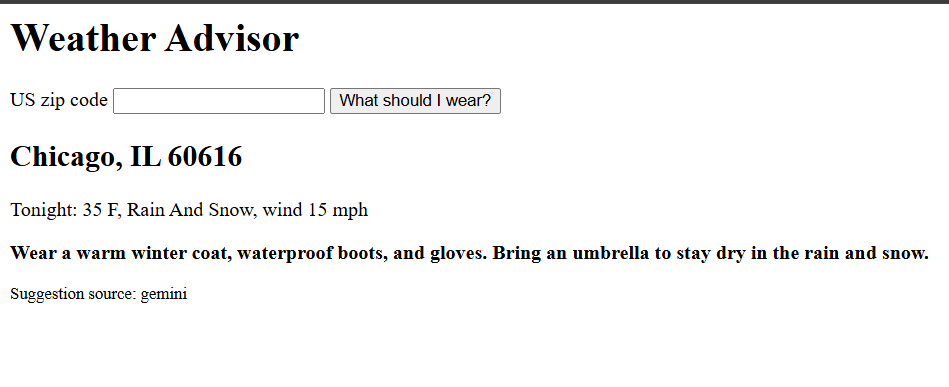 Weather Advisor
US zip code What should I wear?
Chicago, IL 60616
Tonight: 35 F, Rain And Snow, wind 15 mph
Wear a warm winter coat, waterproof boots, and gloves. Bring an umbrella to stay dry in the rain and snow.
Suggestion source: gemini